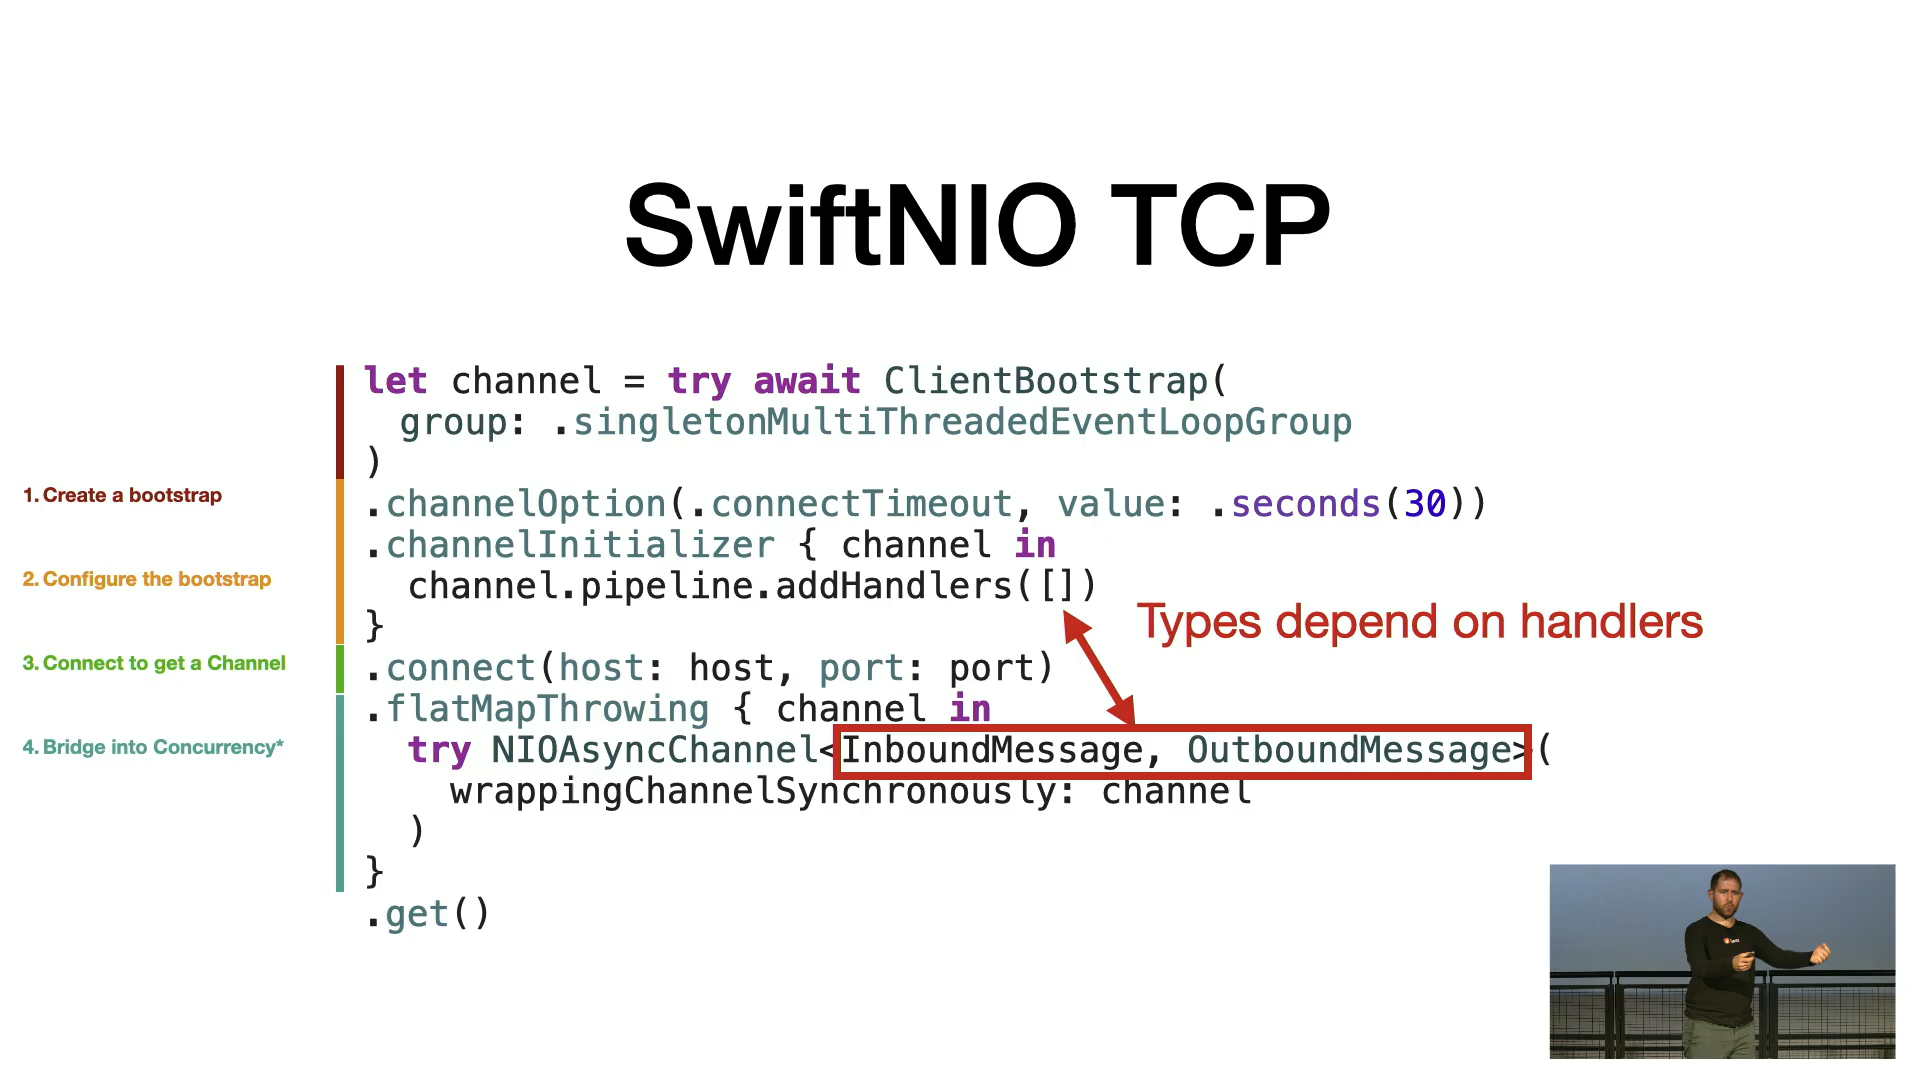 SwiftNIO TCP
let channel = try await ClientBootstrap(
group: .singletonMultiThreadedEventLoopGroup
)
1. Create a bootstrap
.channelOption(.connectTimeout, value: .seconds(30))
.channelInitializer { channel in
2. Configure the bootstrap
channel.pipeline.addHandlers([])
}
Types depend on handlers
3. Connect to get a Channel
.connect(host: host, port: port)
.flatMapThrowing { channel in
4. Bridge into Concurrency*
try NIOAsyncChannel<InboundMessage, OutboundMessage>(
wrappingChannelSynchronously: channel
)
}
.get()